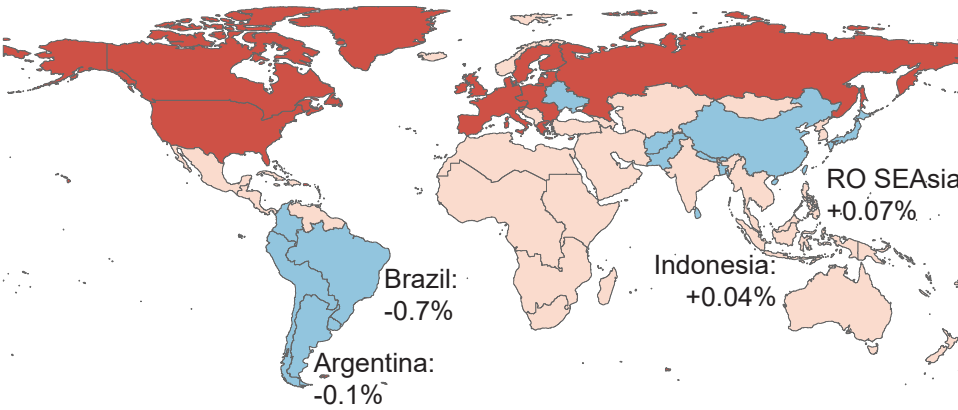 RO SEAsia
+0.07%
Brazil:
-0.7%
Indonesia:
+0.04%
Argentina:
-0.1%